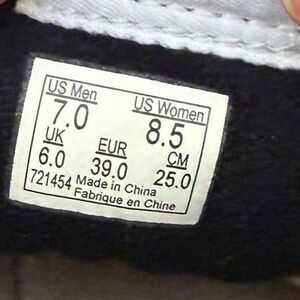 US Men US Women
7.0 8.5
UK EUR CM
6.0 39.0 25.0
721454 Made in China
Fabrique en Chine